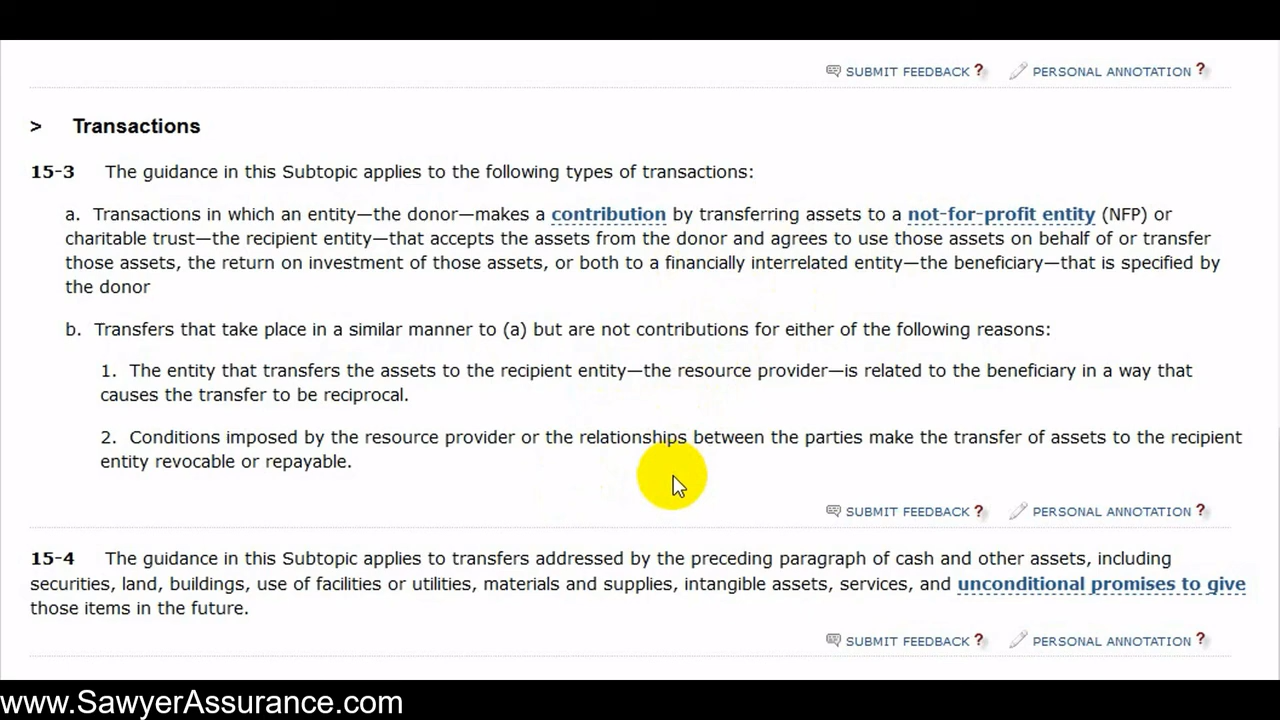 SUBMIT FEEDBACK ? PERSONAL ANNOTATION ?
> Transactions
15-3 The guidance in this Subtopic applies to the following types of transactions:
a. Transactions in which an entity—the donor—makes a contribution by transferring assets to a not-for-profit entity (NFP) or
charitable trust—the recipient entity—that accepts the assets from the donor and agrees to use those assets on behalf of or transfer
those assets, the return on investment of those assets, or both to a financially interrelated entity—the beneficiary—that is specified by
the donor
b. Transfers that take place in a similar manner to (a) but are not contributions for either of the following reasons:
1. The entity that transfers the assets to the recipient entity—the resource provider—is related to the beneficiary in a way that
causes the transfer to be reciprocal.
2. Conditions imposed by the resource provider or the relationships between the parties make the transfer of assets to the recipient
entity revocable or repayable.
SUBMIT FEEDBACK ? PERSONAL ANNOTATION ?
15-4 The guidance in this Subtopic applies to transfers addressed by the preceding paragraph of cash and other assets, including
securities, land, buildings, use of facilities or utilities, materials and supplies, intangible assets, services, and unconditional promises to give
those items in the future.
SUBMIT FEEDBACK ? PERSONAL ANNOTATION ?
www.SawyerAssurance.com